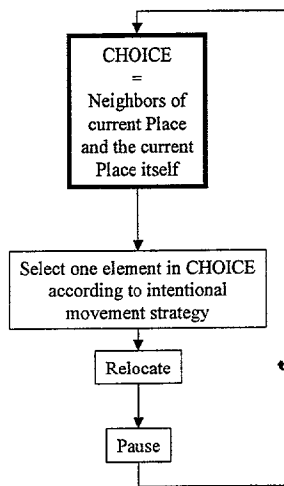 CHOICE
=
Neighbors of
current Place
and the current
Place itself
Select one element in CHOICE
according to intentional
movement strategy
Relocate
Pause